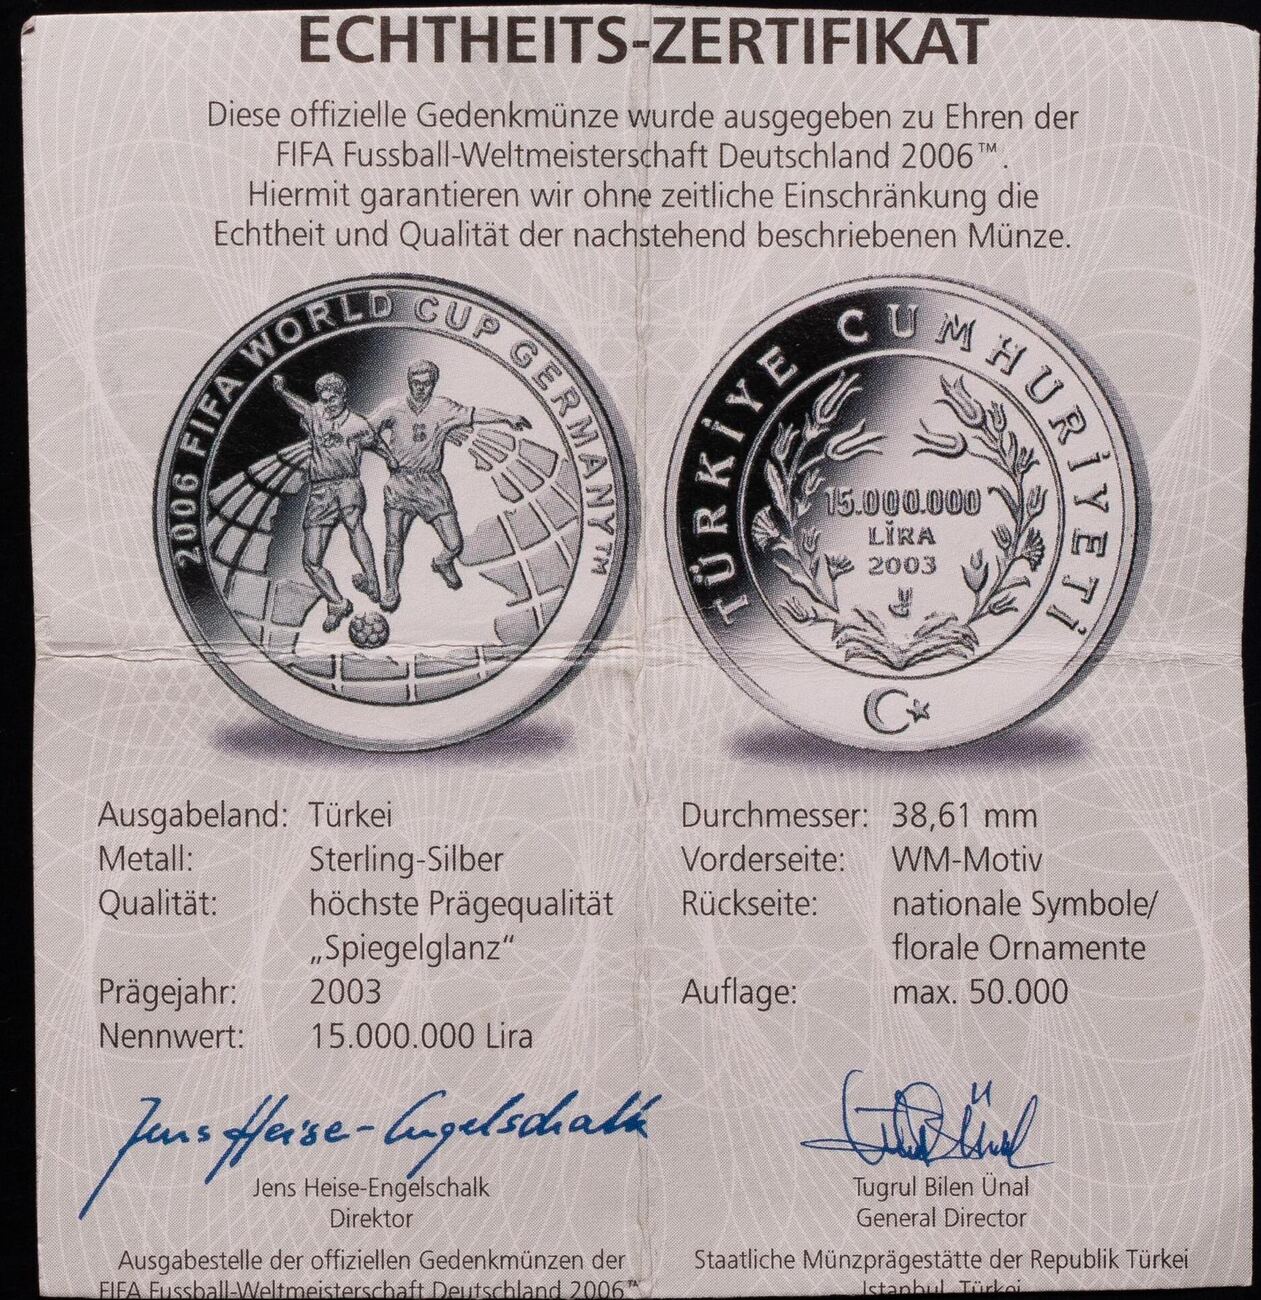 ECHTHEITS-ZERTIFIKAT
Diese offizielle Gedenkmünze wurde ausgegeben zu Ehren der
FIFA Fussball-Weltmeisterschaft Deutschland 2006™.
Hiermit garantieren wir ohne zeitliche Einschränkung die
Echtheit und Qualität der nachstehend beschriebenen Münze.
2006 FIFA WORLD CUP GERMANY™
6
TÜRKİYE CUMHURİYETİ
15.000.000
LİRA
2003
Ausgabeland: Türkei
Metall: Sterling-Silber
Qualität: höchste Prägequalität
„Spiegelglanz“
Prägejahr: 2003
Nennwert: 15.000.000 Lira
Durchmesser: 38,61 mm
Vorderseite: WM-Motiv
Rückseite: nationale Symbole/
florale Ornamente
Auflage: max. 50.000
Jens Heise-Engelschalk
Jens Heise-Engelschalk
Direktor
Ausgabestelle der offiziellen Gedenkmünzen der
FIFA Fussball-Weltmeisterschaft Deutschland 2006™
Tugrul Bilen Ünal
General Director
Staatliche Münzprägestätte der Republik Türkei
Istanbul, Türkei